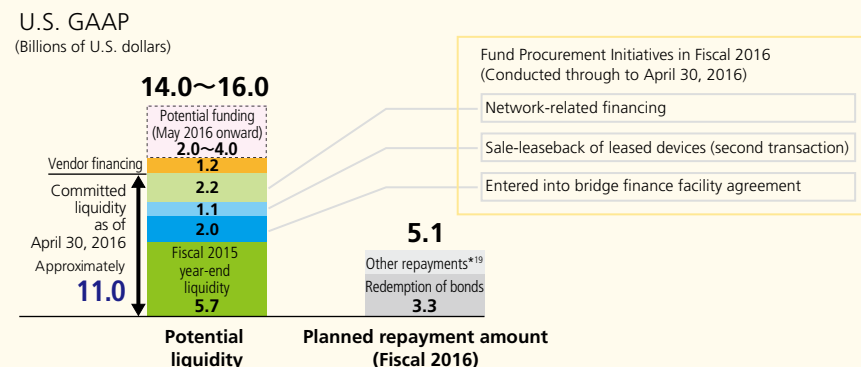 U.S. GAAP
(Billions of U.S. dollars)
14.0～16.0
Potential funding
(May 2016 onward)
2.0~4.0
Vendor financing
1.2
Committed
liquidity
as of
April 30, 2016
Approximately
11.0
2.2
1.1
2.0
Fiscal 2015
year-end
liquidity
5.7
Potential
liquidity
Fund Procurement Initiatives in Fiscal 2016
(Conducted through to April 30, 2016)
Network-related financing
Sale-leaseback of leased devices (second transaction)
Entered into bridge finance facility agreement
5.1
Other repayments*19
Redemption of bonds
3.3
Planned repayment amount
(Fiscal 2016)